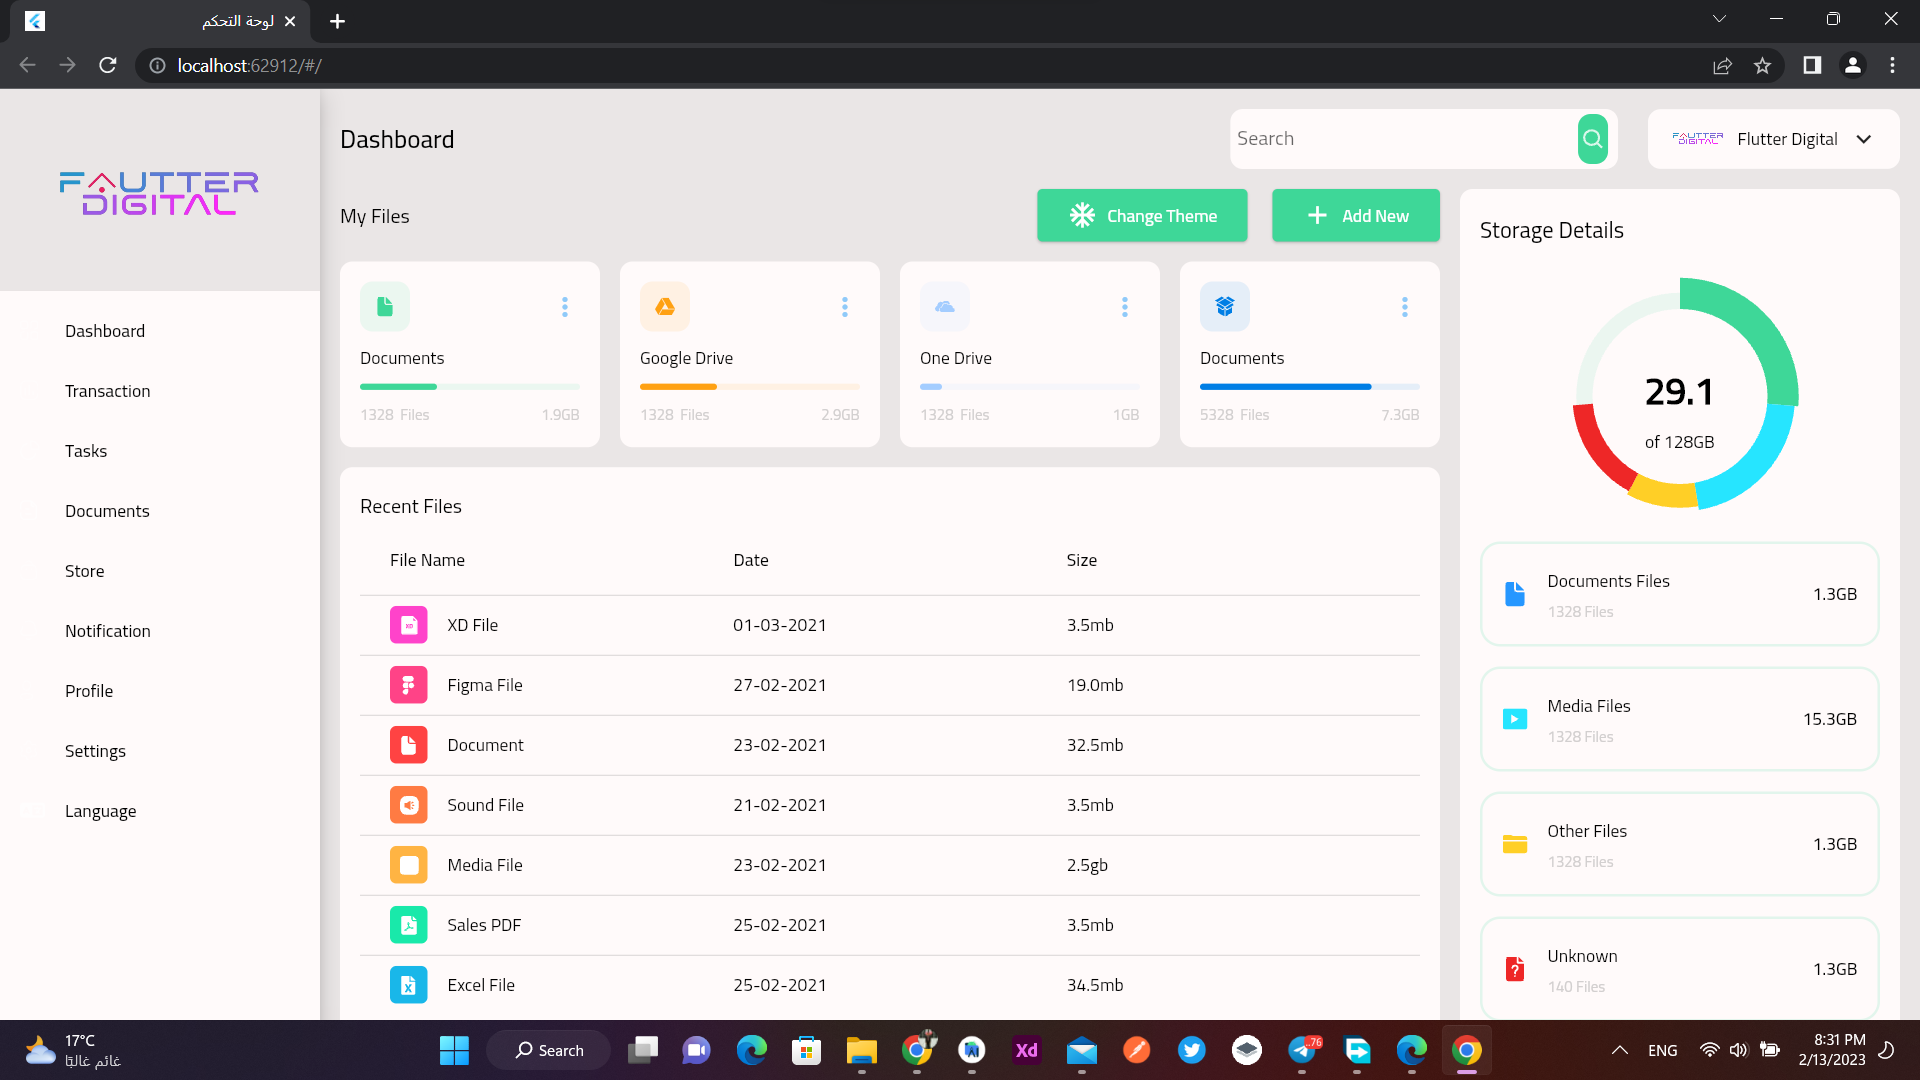 لوحة التحكم
localhost:62912/#/
FLUTTER
DIGITAL
Dashboard
Transaction
Tasks
Documents
Store
Notification
Profile
Settings
Language
Dashboard
Search
FLUTTER
DIGITAL
Flutter Digital
My Files
Change Theme
Add New
Documents
1328 Files 1.9GB
Google Drive
1328 Files 2.9GB
One Drive
1328 Files 1GB
Documents
5328 Files 7.3GB
Recent Files
File Name Date Size
XD File 01-03-2021 3.5mb
Figma File 27-02-2021 19.0mb
Document 23-02-2021 32.5mb
Sound File 21-02-2021 3.5mb
Media File 23-02-2021 2.5gb
Sales PDF 25-02-2021 3.5mb
Excel File 25-02-2021 34.5mb
Storage Details
29.1
of 128GB
Documents Files
1328 Files
1.3GB
Media Files
1328 Files
15.3GB
Other Files
1328 Files
1.3GB
Unknown
140 Files
1.3GB
17°C
غائم غالبًا
Search
Xd
..76
ENG
8:31 PM
2/13/2023